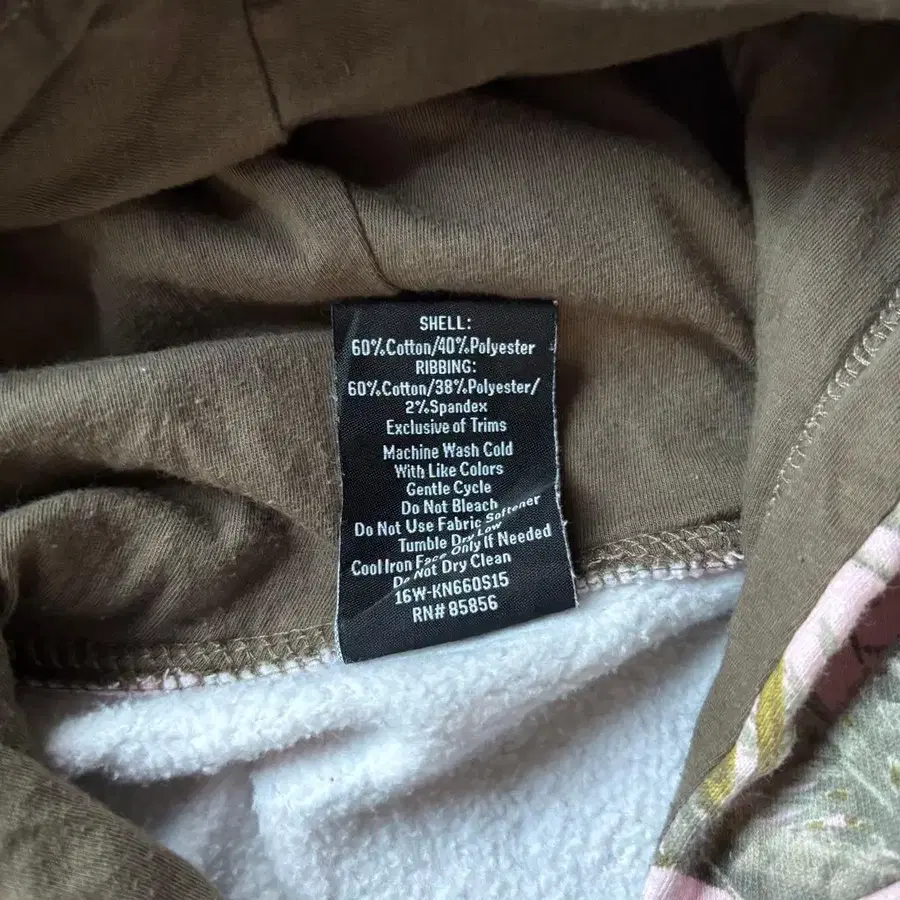 SHELL:
60%Cotton/40%Polyester
RIBBING:
60%Cotton/38%Polyester/
2%Spandex
Exclusive of Trims
Machine Wash Cold
With Like Colors
Gentle Cycle
Do Not Bleach
Do Not Use Fabric Softener
Tumble Dry Low
Cool Iron Face Only If Needed
Do Not Dry Clean
16W-KN660S15
RN# 85856